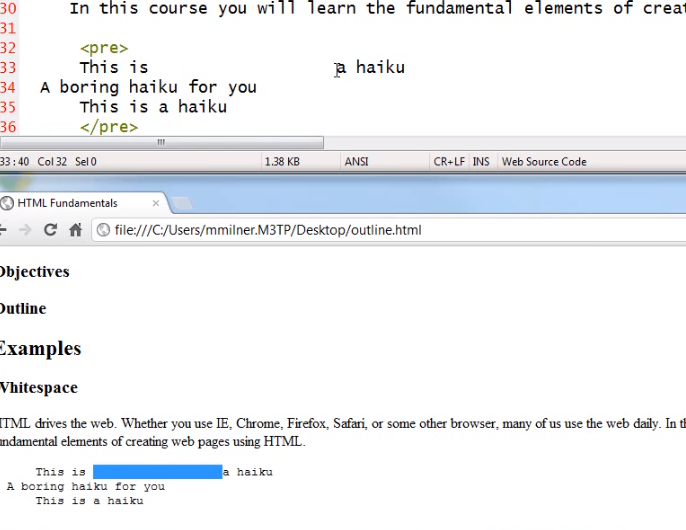 30 In this course you will learn the fundamental elements of creat
31
32 <pre>
33 This is                   a haiku
34 A boring haiku for you
35 This is a haiku
36 </pre>
33 : 40 Col 32 Sel 0 1.38 KB ANSI CR+LF INS Web Source Code
HTML Fundamentals
file:///C:/Users/mmilner.M3TP/Desktop/outline.html
Objectives
Outline
Examples
Whitespace
HTML drives the web. Whether you use IE, Chrome, Firefox, Safari, or some other browser, many of us use the web daily. In th
undamental elements of creating web pages using HTML.
This is                   a haiku
A boring haiku for you
This is a haiku